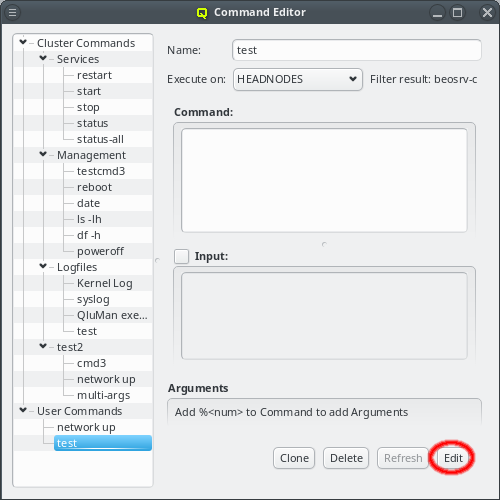 Command Editor
Cluster Commands
Services
restart
start
stop
status
status-all
Management
testcmd3
reboot
date
ls -lh
df -h
poweroff
Logfiles
Kernel Log
syslog
QluMan exe...
test
test2
cmd3
network up
multi-args
User Commands
network up
test
Name: test
Execute on: HEADNODES Filter result: beosrv-c
Command:
Input:
Arguments
Add %<num> to Command to add Arguments
Clone Delete Refresh Edit